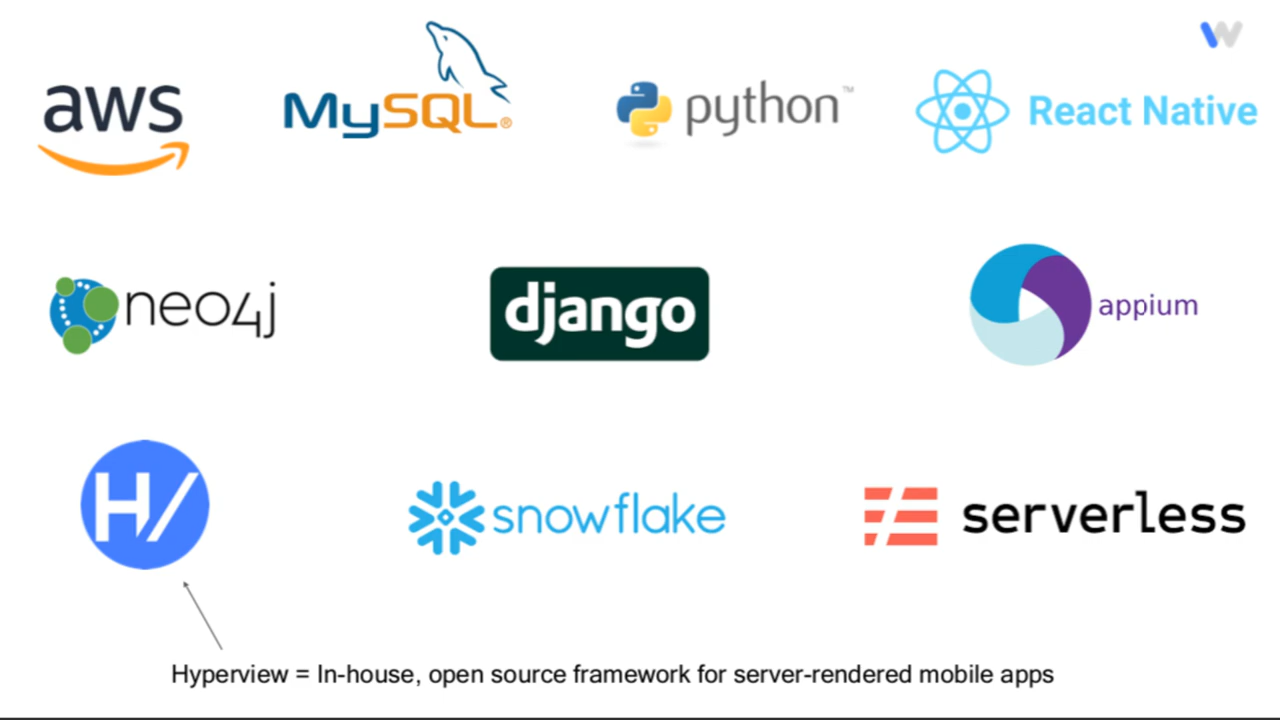 aws
MySQL®
python™
React Native
neo4j
django
appium
H/
snowflake
serverless
Hyperview = In-house, open source framework for server-rendered mobile apps